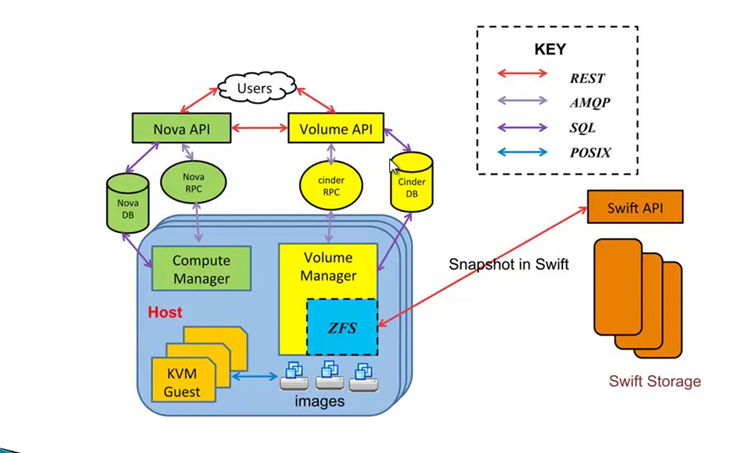 KEY
REST
AMQP
SQL
POSIX
Users
Nova API
Volume API
Nova
RPC
cinder
RPC
Nova
DB
Cinder
DB
Swift API
Compute
Manager
Volume
Manager
Snapshot in Swift
Host
ZFS
KVM
Guest
images
Swift Storage